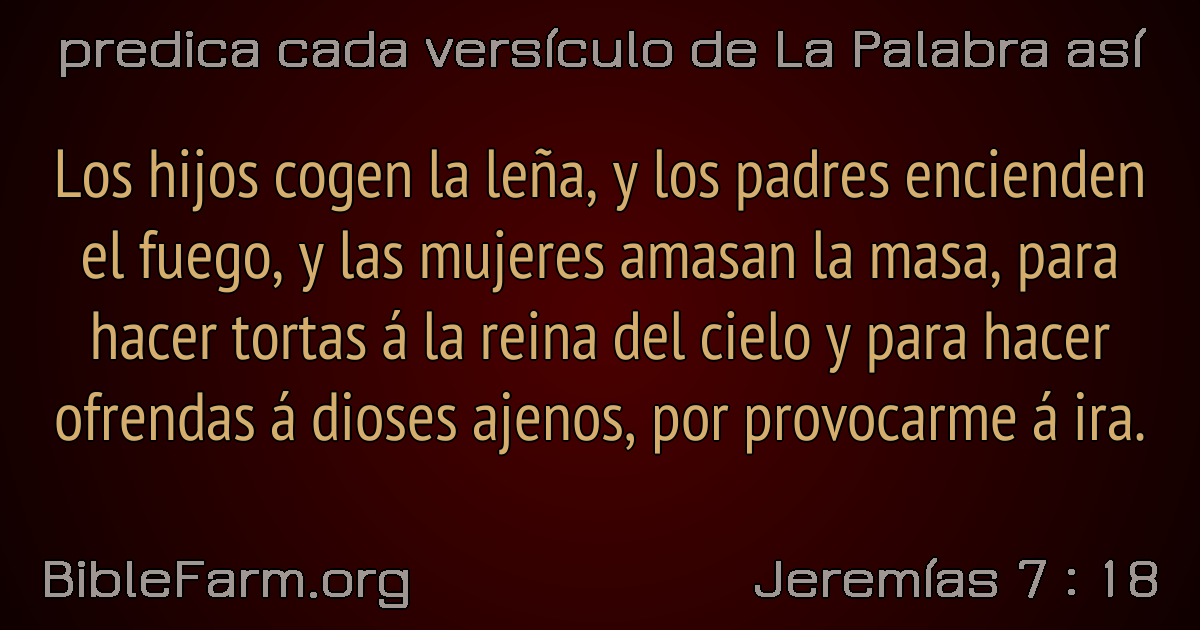 predica cada versículo de La Palabra así
Los hijos cogen la leña, y los padres encienden
el fuego, y las mujeres amasan la masa, para
hacer tortas á la reina del cielo y para hacer
ofrendas á dioses ajenos, por provocarme á ira.
BibleFarm.org
Jeremías 7 : 18